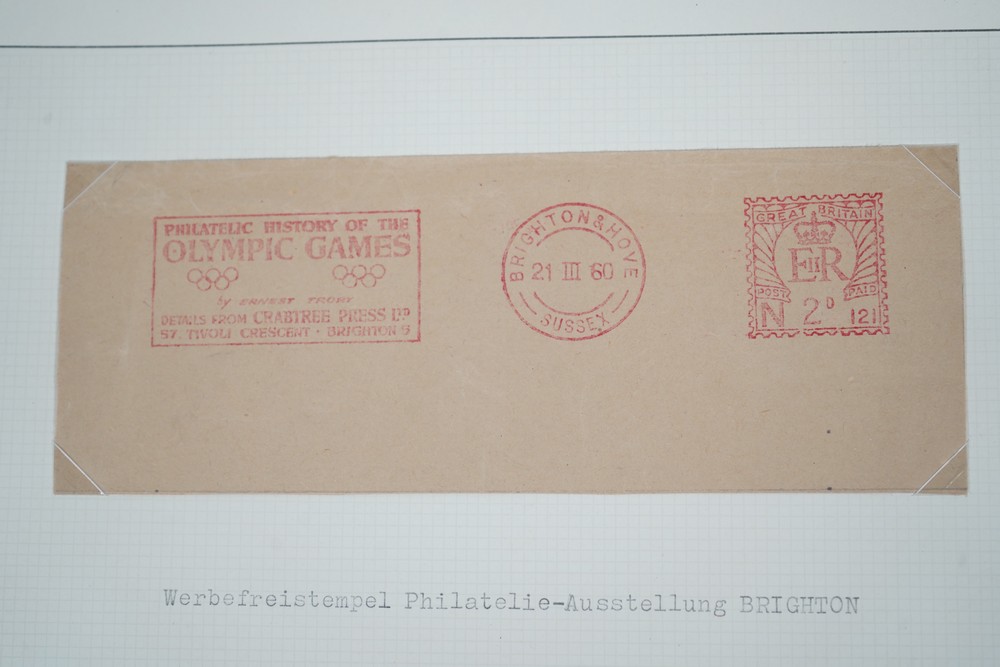 PHILATELIC HISTORY OF THE
OLYMPIC GAMES
by ERNEST TRORY
DETAILS FROM CRABTREE PRESS LTD
57, TIVOLI CRESCENT · BRIGHTON 5
BRIGHTON & HOVE
21 III 60
SUSSEX
GREAT BRITAIN
EIIR
POST PAID
N 2D 121
Werbefreistempel Philatelie-Ausstellung BRIGHTON